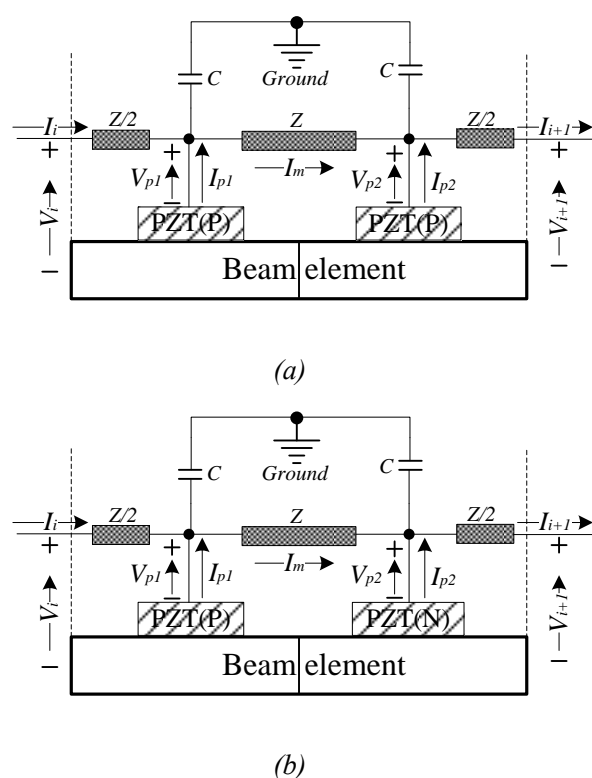 C
Ground
C
I_i
Z/2
Z
Z/2
I_{i+1}
+
+
+
+
V_i
V_{p1}
I_{p1}
I_m
V_{p2}
I_{p2}
V_{i+1}
−
−
−
−
PZT(P)
PZT(P)
Beam element
(a)
C
Ground
C
I_i
Z/2
Z
Z/2
I_{i+1}
+
+
+
+
V_i
V_{p1}
I_{p1}
I_m
V_{p2}
I_{p2}
V_{i+1}
−
−
−
−
PZT(P)
PZT(N)
Beam element
(b)